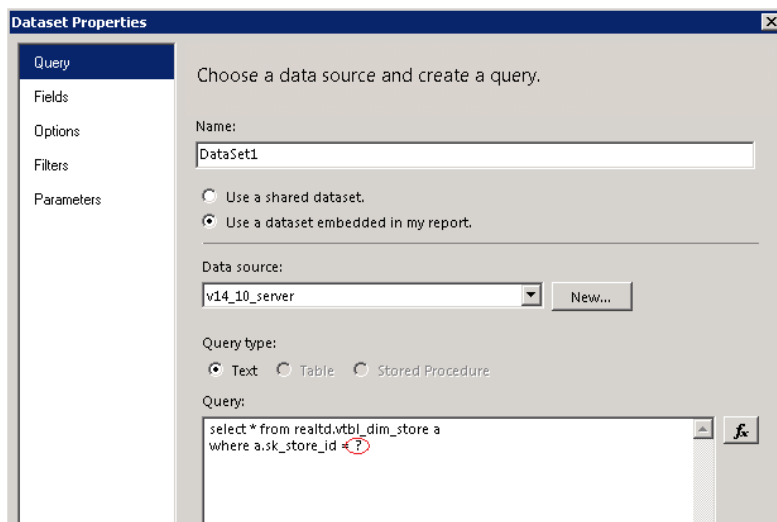 Dataset Properties
Query
Fields
Options
Filters
Parameters
Choose a data source and create a query.
Name:
DataSet1
Use a shared dataset.
Use a dataset embedded in my report.
Data source:
v14_10_server
New...
Query type:
Text Table Stored Procedure
Query:
select * from realtd.vtbl_dim_store a
where a.sk_store_id = ?
fx